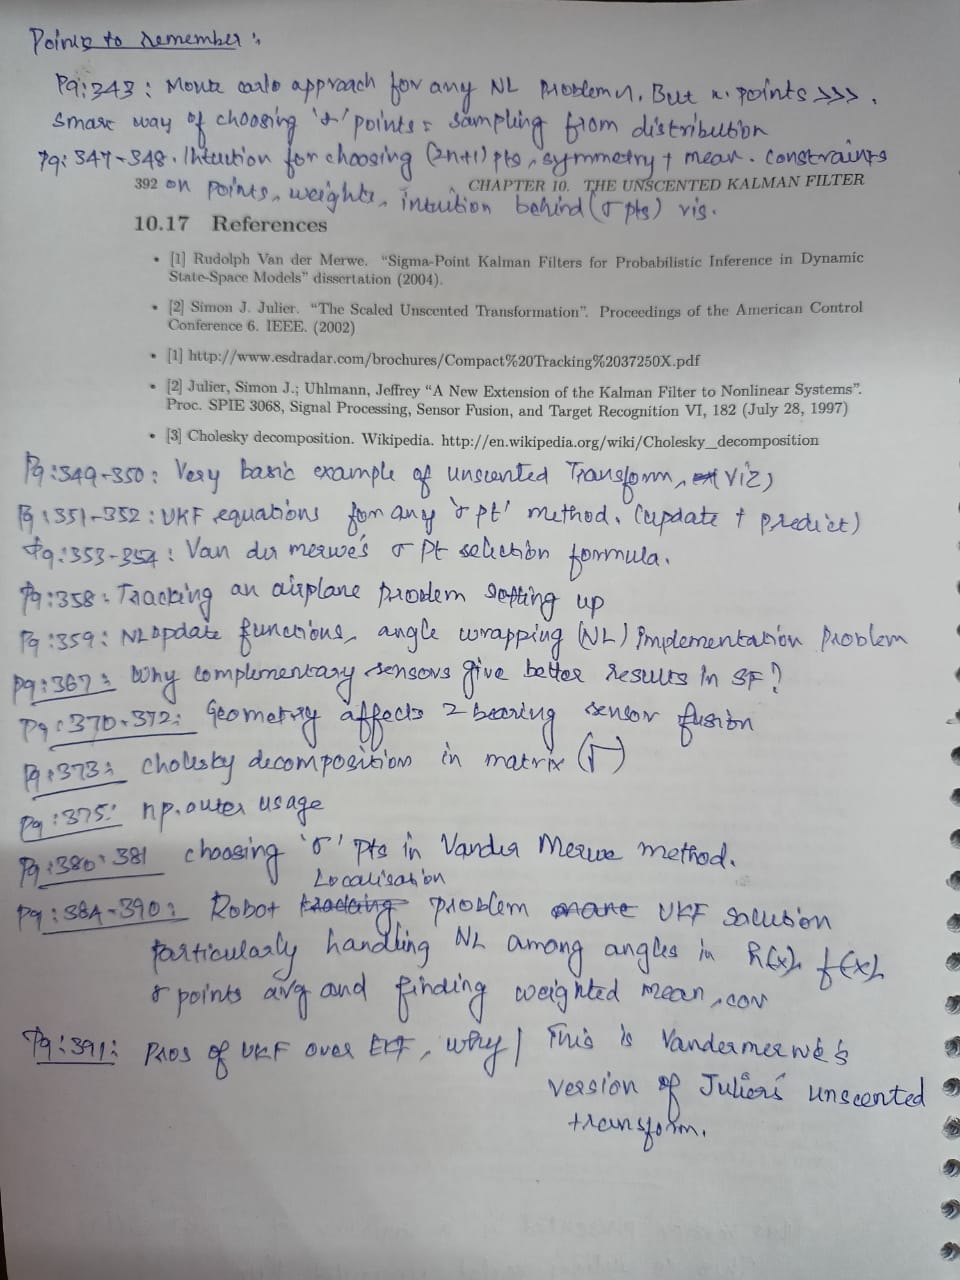 Points to remember :
Pg:343 : Monte carlo approach for any NL problem, But n. points >>> .
Smart way of choosing 'σ' points = sampling from distribution
Pg: 347-348. Intuition for choosing (2n+1) pts, symmetry + mean. constraints
392 on points, weights, intuition behind (σ pts) vis.
CHAPTER 10. THE UNSCENTED KALMAN FILTER
10.17 References
• [1] Rudolph Van der Merwe. “Sigma-Point Kalman Filters for Probabilistic Inference in Dynamic
State-Space Models” dissertation (2004).
• [2] Simon J. Julier. “The Scaled Unscented Transformation”. Proceedings of the American Control
Conference 6. IEEE. (2002)
• [1] http://www.esdradar.com/brochures/Compact%20Tracking%2037250X.pdf
• [2] Julier, Simon J.; Uhlmann, Jeffrey “A New Extension of the Kalman Filter to Nonlinear Systems”.
Proc. SPIE 3068, Signal Processing, Sensor Fusion, and Target Recognition VI, 182 (July 28, 1997)
• [3] Cholesky decomposition. Wikipedia. http://en.wikipedia.org/wiki/Cholesky_decomposition
Pg:349-350: Very basic example of unscented Transform, viz)
Pg:351-352: UKF equations for any 'σ pt' method. (update + predict)
Pg:353-354: Van der merwe's σ pt selection formula.
Pg:358: Tracking an airplane problem setting up
Pg:359: NL update functions, angle wrapping (NL) implementation problem
Pg:367: Why complementary sensors give better results in SF?
Pg:370-372: Geometry affects 2 bearing sensor fusion
Pg:373: cholesky decomposition in matrix (√)
Pg:375: np.outer usage
Pg:380-381 choosing 'σ' pts in Vander Merwe method.
Localisation
Pg:384-390: Robot tracking problem UKF solution
particularly handling NL among angles in h(x), f(x),
σ points avg and finding weighted mean, cov
Pg:391: Pros of UKF over EKF, why | This is Vandermerwe's
version of Julier's unscented
transform.